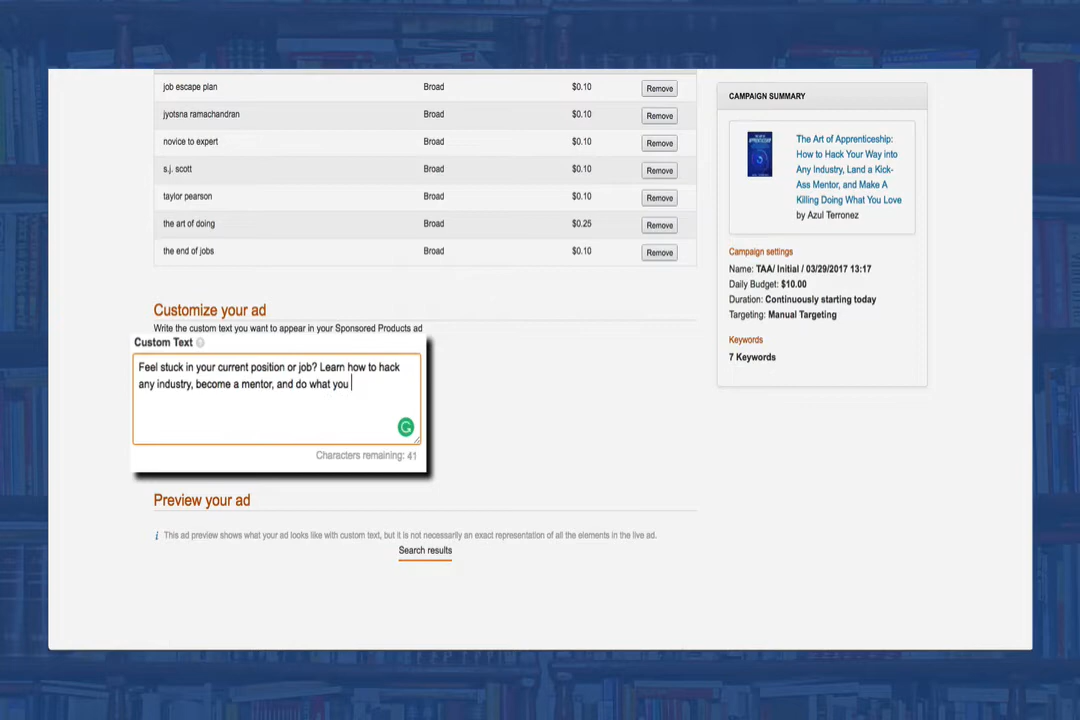 job escape plan Broad $0.10 Remove
jyotsna ramachandran Broad $0.10 Remove
novice to expert Broad $0.10 Remove
s.j. scott Broad $0.10 Remove
taylor pearson Broad $0.10 Remove
the art of doing Broad $0.25 Remove
the end of jobs Broad $0.10 Remove
Customize your ad
Write the custom text you want to appear in your Sponsored Products ad
Custom Text ?
Feel stuck in your current position or job? Learn how to hack
any industry, become a mentor, and do what you
Characters remaining: 41
Preview your ad
i This ad preview shows what your ad looks like with custom text, but it is not necessarily an exact representation of all the elements in the live ad.
Search results
CAMPAIGN SUMMARY
The Art of Apprenticeship:
How to Hack Your Way into
Any Industry, Land a Kick-
Ass Mentor, and Make A
Killing Doing What You Love
by Azul Terronez
Campaign settings
Name: TAA/ Initial / 03/29/2017 13:17
Daily Budget: $10.00
Duration: Continuously starting today
Targeting: Manual Targeting
Keywords
7 Keywords